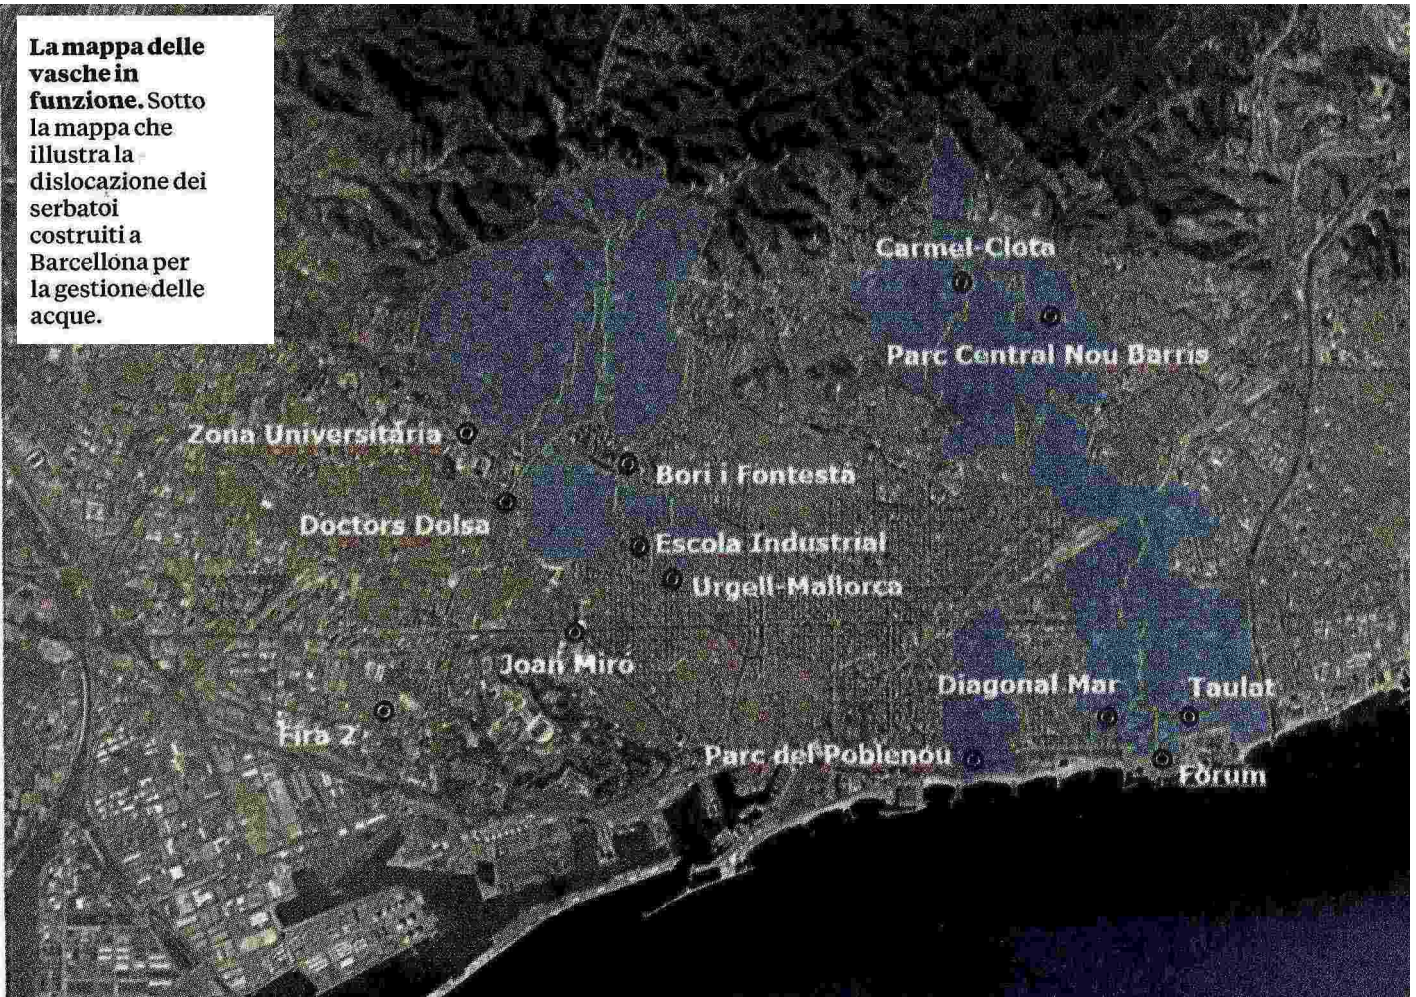 La mappa delle
vasche in
funzione. Sotto
la mappa che
illustra la
dislocazione dei
serbatoi
costruiti a
Barcellona per
la gestione delle
acque.
Carmel-Clota
Parc Central Nou Barris
Zona Universitària
Bori i Fontestà
Doctors Dolsa
Escola Industrial
Urgell-Mallorca
Joan Miró
Diagonal Mar
Taulat
Fira 2
Parc del Poblenou
Fòrum